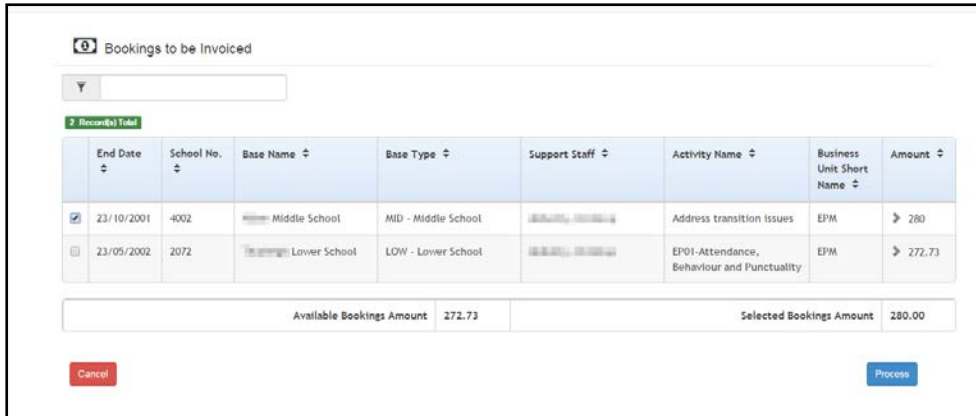 Bookings to be Invoiced
2 Record(s) Total
End Date School No. Base Name Base Type Support Staff Activity Name Business Unit Short Name Amount
23/10/2001 4002 Middle School MID - Middle School Address transition issues EPM 280
23/05/2002 2072 Lower School LOW - Lower School EP01-Attendance, EPM 272.73
Behaviour and Punctuality
Available Bookings Amount 272.73 Selected Bookings Amount 280.00
Cancel Process